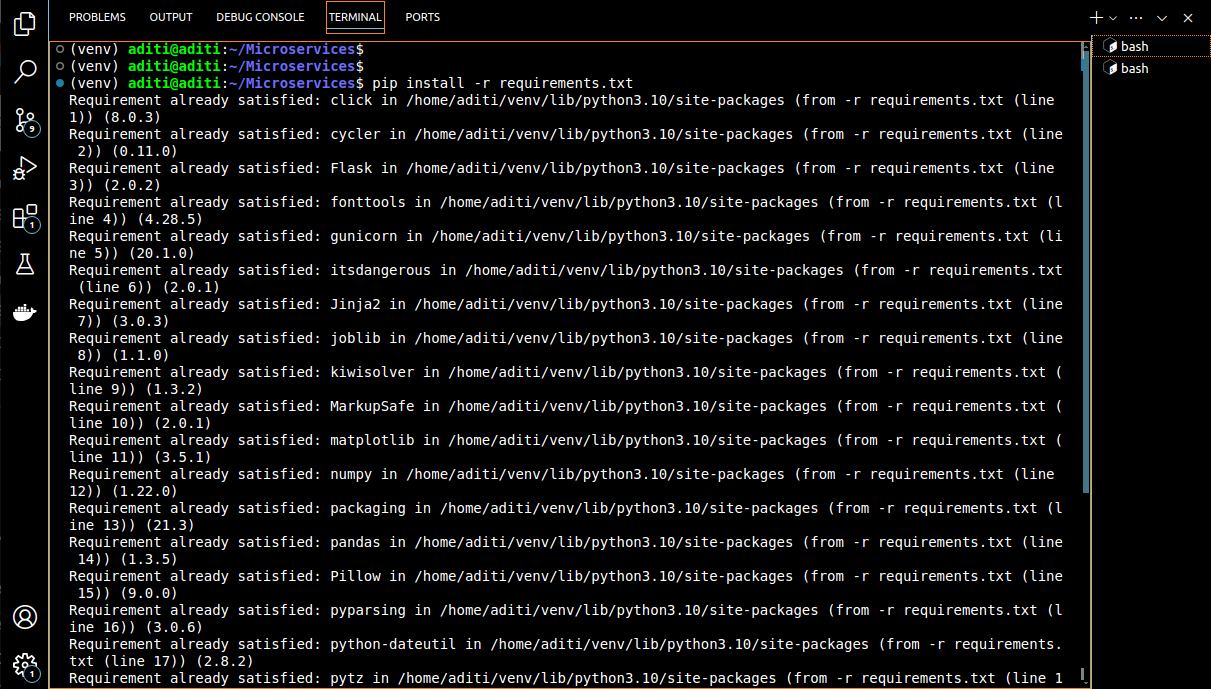 PROBLEMS OUTPUT DEBUG CONSOLE TERMINAL PORTS
bash
bash
(venv) aditi@aditi:~/Microservices$
(venv) aditi@aditi:~/Microservices$
(venv) aditi@aditi:~/Microservices$ pip install -r requirements.txt
Requirement already satisfied: click in /home/aditi/venv/lib/python3.10/site-packages (from -r requirements.txt (line
1)) (8.0.3)
Requirement already satisfied: cycler in /home/aditi/venv/lib/python3.10/site-packages (from -r requirements.txt (line
2)) (0.11.0)
Requirement already satisfied: Flask in /home/aditi/venv/lib/python3.10/site-packages (from -r requirements.txt (line
3)) (2.0.2)
Requirement already satisfied: fonttools in /home/aditi/venv/lib/python3.10/site-packages (from -r requirements.txt (l
ine 4)) (4.28.5)
Requirement already satisfied: gunicorn in /home/aditi/venv/lib/python3.10/site-packages (from -r requirements.txt (li
ne 5)) (20.1.0)
Requirement already satisfied: itsdangerous in /home/aditi/venv/lib/python3.10/site-packages (from -r requirements.txt
(line 6)) (2.0.1)
Requirement already satisfied: Jinja2 in /home/aditi/venv/lib/python3.10/site-packages (from -r requirements.txt (line
7)) (3.0.3)
Requirement already satisfied: joblib in /home/aditi/venv/lib/python3.10/site-packages (from -r requirements.txt (line
8)) (1.1.0)
Requirement already satisfied: kiwisolver in /home/aditi/venv/lib/python3.10/site-packages (from -r requirements.txt (
line 9)) (1.3.2)
Requirement already satisfied: MarkupSafe in /home/aditi/venv/lib/python3.10/site-packages (from -r requirements.txt (
line 10)) (2.0.1)
Requirement already satisfied: matplotlib in /home/aditi/venv/lib/python3.10/site-packages (from -r requirements.txt (
line 11)) (3.5.1)
Requirement already satisfied: numpy in /home/aditi/venv/lib/python3.10/site-packages (from -r requirements.txt (line
12)) (1.22.0)
Requirement already satisfied: packaging in /home/aditi/venv/lib/python3.10/site-packages (from -r requirements.txt (l
ine 13)) (21.3)
Requirement already satisfied: pandas in /home/aditi/venv/lib/python3.10/site-packages (from -r requirements.txt (line
14)) (1.3.5)
Requirement already satisfied: Pillow in /home/aditi/venv/lib/python3.10/site-packages (from -r requirements.txt (line
15)) (9.0.0)
Requirement already satisfied: pyparsing in /home/aditi/venv/lib/python3.10/site-packages (from -r requirements.txt (l
ine 16)) (3.0.6)
Requirement already satisfied: python-dateutil in /home/aditi/venv/lib/python3.10/site-packages (from -r requirements.
txt (line 17)) (2.8.2)
Requirement already satisfied: pytz in /home/aditi/venv/lib/python3.10/site-packages (from -r requirements.txt (line 1
9
1
1